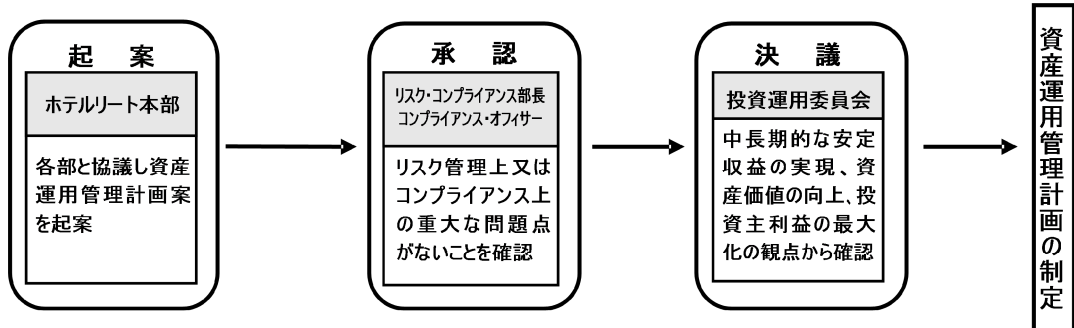 起 案
ホテルリート本部
各部と協議し資産
運用管理計画案
を起案
承 認
リスク・コンプライアンス部長
コンプライアンス・オフィサー
リスク管理上又は
コンプライアンス上
の重大な問題点
がないことを確認
決 議
投資運用委員会
中長期的な安定
収益の実現、資
産価値の向上、投
資主利益の最大
化の観点から確認
資産運用管理計画の制定